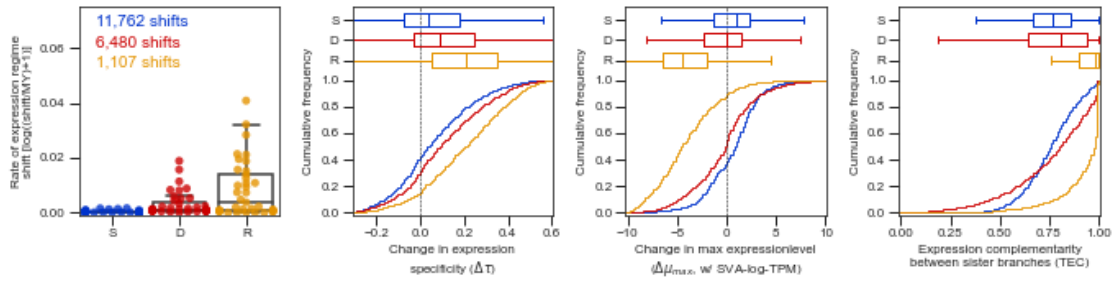 Rate of expression regime
shift [log((shift/MY)+1)]
0.06
0.04
0.02
0.00
11,762 shifts
6,480 shifts
1,107 shifts
S
D
R
S
D
R
Cumulative frequency
1.0
0.8
0.6
0.4
0.2
0.0
−0.2
0.0
0.2
0.4
0.6
Change in expression
specificity (Δτ)
S
D
R
Cumulative frequency
1.0
0.8
0.6
0.4
0.2
0.0
−10
−5
0
5
10
Change in max expressionlevel
(Δμmax, w/ SVA-log-TPM)
S
D
R
Cumulative frequency
1.0
0.8
0.6
0.4
0.2
0.0
0.00
0.25
0.50
0.75
1.00
Expression complementarity
between sister branches (TEC)